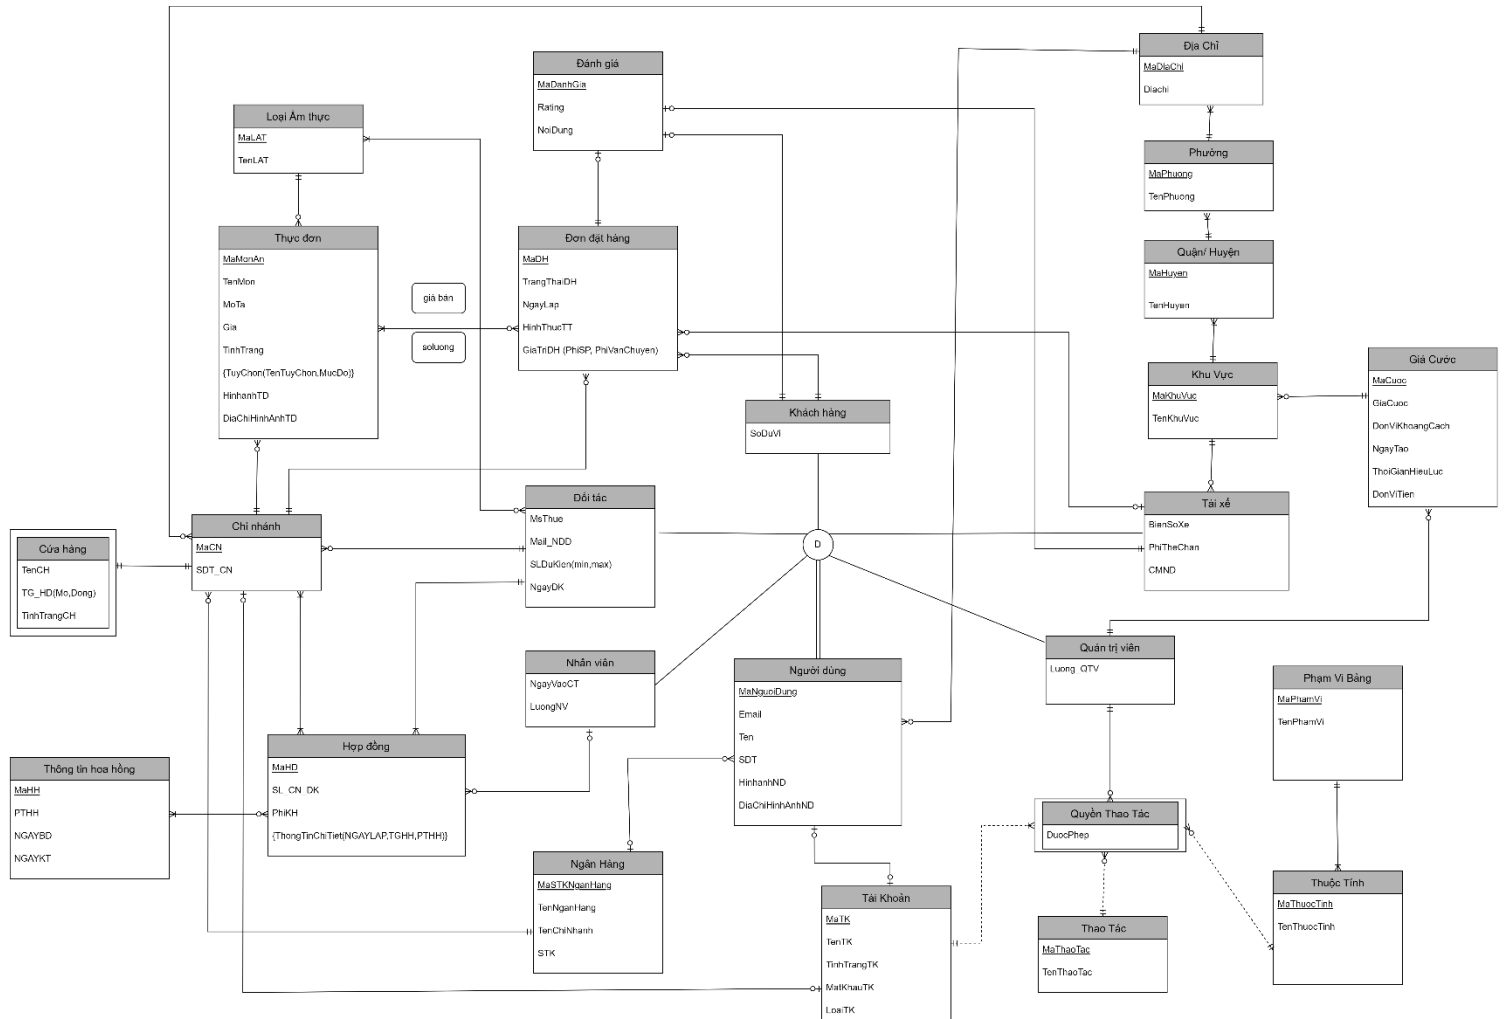 Địa Chỉ
MaDiaChi
Diachi
Đánh giá
MaDanhGia
Rating
NoiDung
Loại Ẩm thực
MaLAT
TenLAT
Phường
MaPhuong
TenPhuong
Thực đơn
MaMonAn
TenMon
MoTa
Gia
TinhTrang
{TuyChon(TenTuyChon,MucDo)}
HinhanhTD
DiaChiHinhAnhTD
giá bán
soluong
Đơn đặt hàng
MaDH
TrangThaiDH
NgayLap
HinhThucTT
GiaTriDH (PhiSP, PhiVanChuyen)
Quận/ Huyện
MaHuyen
TenHuyen
Khu Vực
MaKhuVuc
TenKhuVuc
Giá Cước
MaCuoc
GiaCuoc
DonViKhoangCach
NgayTao
ThoiGianHieuLuc
DonViTien
Khách hàng
SoDuVi
Đối tác
MsThue
Mail_NDD
SLDuKien(min,max)
NgayDK
Tài xế
BienSoXe
PhiTheChan
CMND
Chi nhánh
MaCN
SDT_CN
Cửa hàng
TenCH
TG_HD(Mo,Dong)
TinhTrangCH
D
Nhân viên
NgayVaoCT
LuongNV
Người dùng
MaNguoiDung
Email
Ten
SDT
HinhanhND
DiaChiHinhAnhND
Quản trị viên
Luong_QTV
Phạm Vi Bảng
MaPhamVi
TenPhamVi
Hợp đồng
MaHD
SL_CN_DK
PhiKH
{ThongTinChiTiet(NGAYLAP,TGHH,PTHH)}
Thông tin hoa hồng
MaHH
PTHH
NGAYBD
NGAYKT
Quyền Thao Tác
DuocPhep
Ngân Hàng
MaSTKNganHang
TenNganHang
TenChiNhanh
STK
Tài Khoản
MaTK
TenTK
TinhTrangTK
MatKhauTK
LoaiTK
Thao Tác
MaThaoTac
TenThaoTac
Thuộc Tính
MaThuocTinh
TenThuocTinh